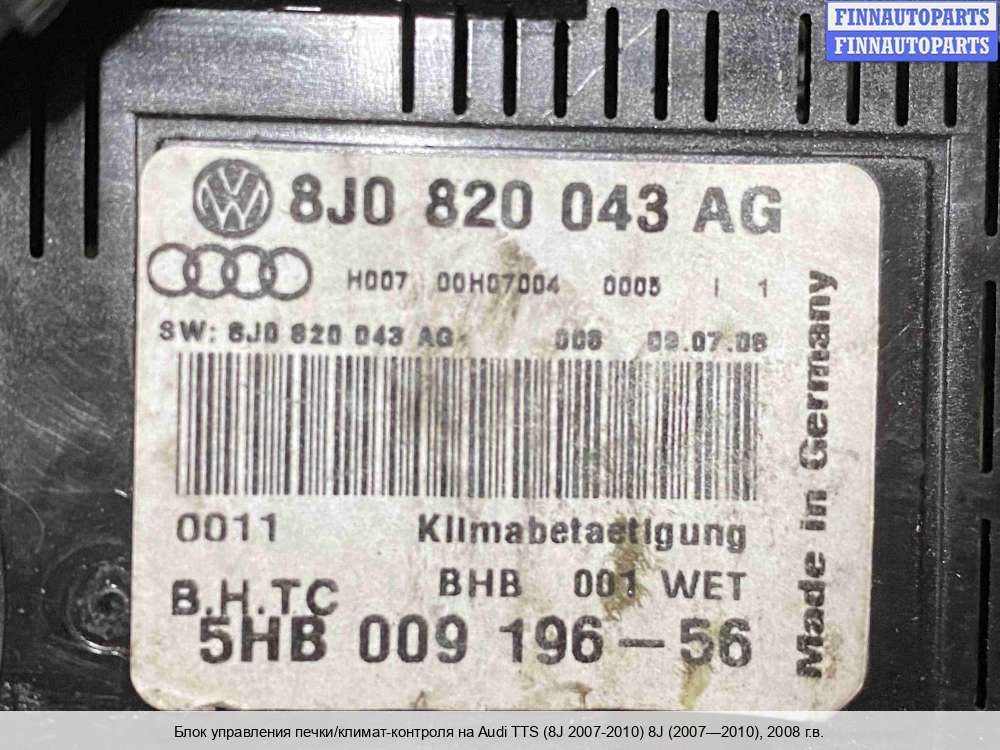 FINNAUTOPARTS
FINNAUTOPARTS
8J0 820 043 AG
H007 00H07004 0005 I 1
SW: 8J0 820 043 AG 008 09.07.08
Made in Germany
0011 Klimabetaetigung
BHB 001 WET
B.H.TC
5HB 009 196-56
Блок управления печки/климат-контроля на Audi TTS (8J 2007-2010) 8J (2007—2010), 2008 г.в.